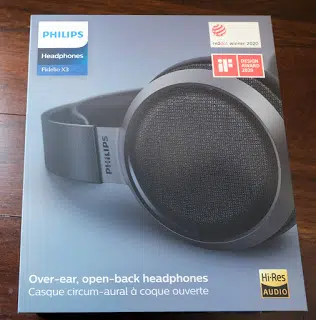 PHILIPS
Headphones
Fidelio X3
reddot winner 2020
iF
DESIGN
AWARD
2020
PHILIPS
Over-ear, open-back headphones
Casque circum-aural à coque ouverte
Hi-Res
AUDIO